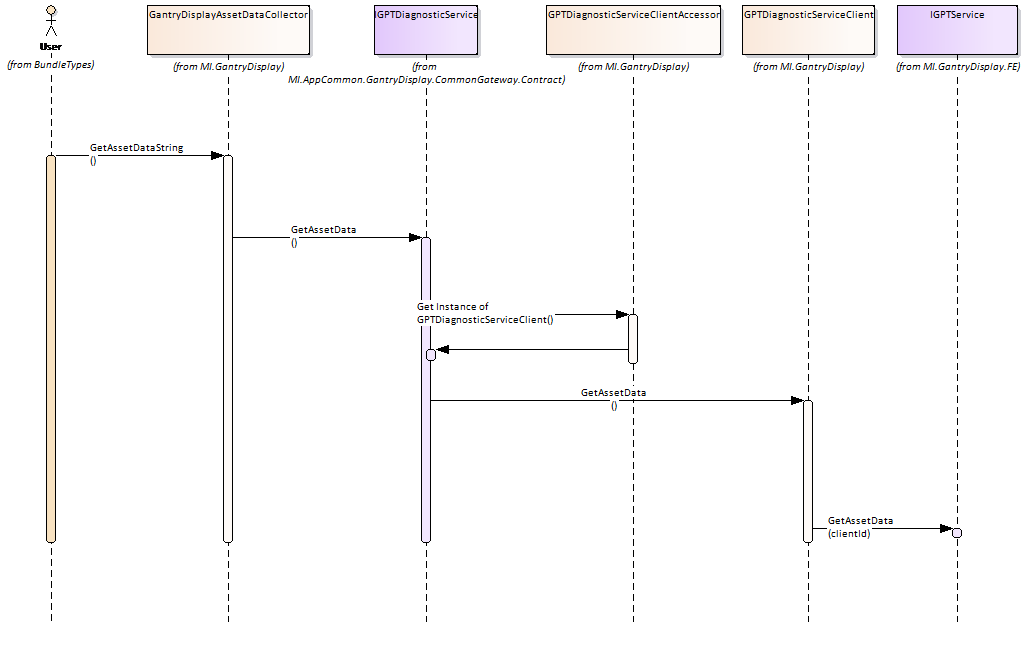 GantryDisplayAssetDataCollector
IGPTDiagnosticService
GPTDiagnosticServiceClientAccessor
GPTDiagnosticServiceClient
IGPTService
User
(from BundleTypes)
(from MI.GantryDisplay)
(from
MI.AppCommon.GantryDisplay.CommonGateway.Contract)
(from MI.GantryDisplay)
(from MI.GantryDisplay)
(from MI.GantryDisplay.FE)
GetAssetDataString
()
GetAssetData
()
Get Instance of
GPTDiagnosticServiceClient()
GetAssetData
()
GetAssetData
(clientId)